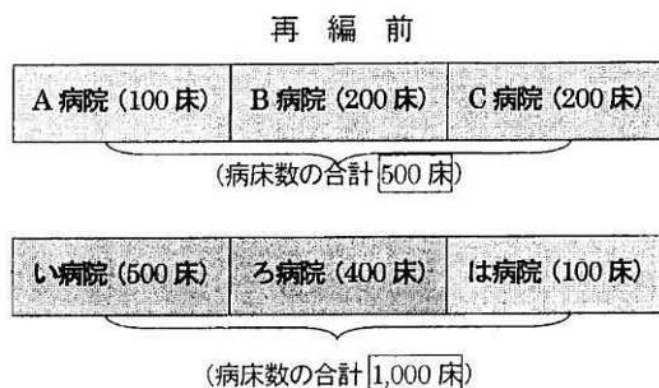 再編前
A病院(100床) B病院(200床) C病院(200床)
(病床数の合計500床)
い病院(500床) ろ病院(400床) は病院(100床)
(病床数の合計1,000床)